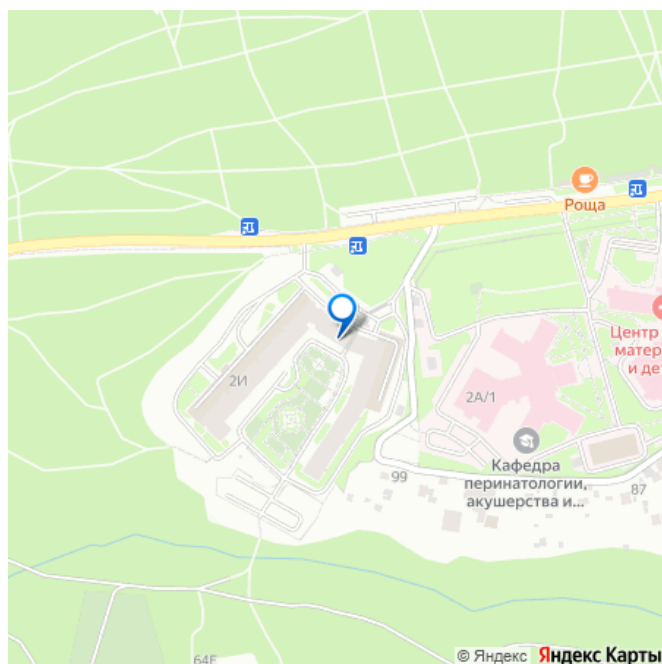 Роща
Центр
матер
и дет
2И
2А/1
Кафедра
перинатологии,
акушерства и...
99
87
64Е
© Яндекс Яндекс Карты